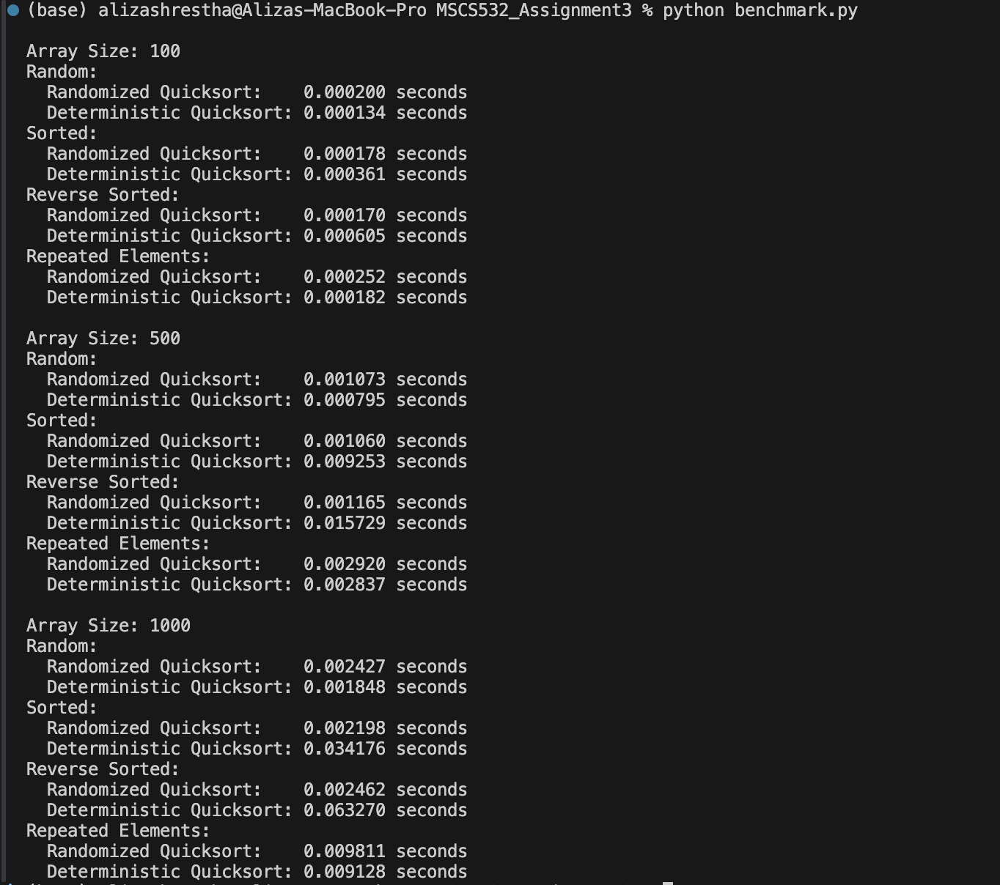 (base) alizashrestha@Alizas-MacBook-Pro MSCS532_Assignment3 % python benchmark.py
Array Size: 100
Random:
Randomized Quicksort: 0.000200 seconds
Deterministic Quicksort: 0.000134 seconds
Sorted:
Randomized Quicksort: 0.000178 seconds
Deterministic Quicksort: 0.000361 seconds
Reverse Sorted:
Randomized Quicksort: 0.000170 seconds
Deterministic Quicksort: 0.000605 seconds
Repeated Elements:
Randomized Quicksort: 0.000252 seconds
Deterministic Quicksort: 0.000182 seconds
Array Size: 500
Random:
Randomized Quicksort: 0.001073 seconds
Deterministic Quicksort: 0.000795 seconds
Sorted:
Randomized Quicksort: 0.001060 seconds
Deterministic Quicksort: 0.009253 seconds
Reverse Sorted:
Randomized Quicksort: 0.001165 seconds
Deterministic Quicksort: 0.015729 seconds
Repeated Elements:
Randomized Quicksort: 0.002920 seconds
Deterministic Quicksort: 0.002837 seconds
Array Size: 1000
Random:
Randomized Quicksort: 0.002427 seconds
Deterministic Quicksort: 0.001848 seconds
Sorted:
Randomized Quicksort: 0.002198 seconds
Deterministic Quicksort: 0.034176 seconds
Reverse Sorted:
Randomized Quicksort: 0.002462 seconds
Deterministic Quicksort: 0.063270 seconds
Repeated Elements:
Randomized Quicksort: 0.009811 seconds
Deterministic Quicksort: 0.009128 seconds